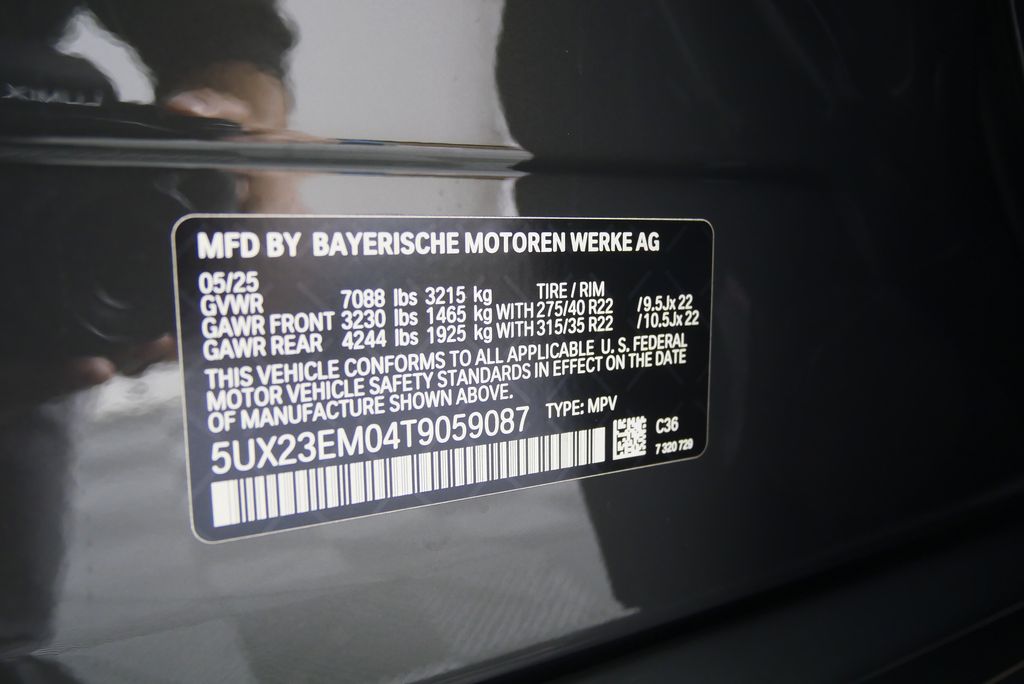 MFD BY BAYERISCHE MOTOREN WERKE AG
05/25 TIRE / RIM
GVWR 7088 lbs 3215 kg
GAWR FRONT 3230 lbs 1465 kg WITH 275/40 R22 /9.5Jx22
GAWR REAR 4244 lbs 1925 kg WITH 315/35 R22 /10.5Jx22
THIS VEHICLE CONFORMS TO ALL APPLICABLE U. S. FEDERAL
MOTOR VEHICLE SAFETY STANDARDS IN EFFECT ON THE DATE
OF MANUFACTURE SHOWN ABOVE.
5UX23EM04T9059087 TYPE: MPV
C36
7 320 729